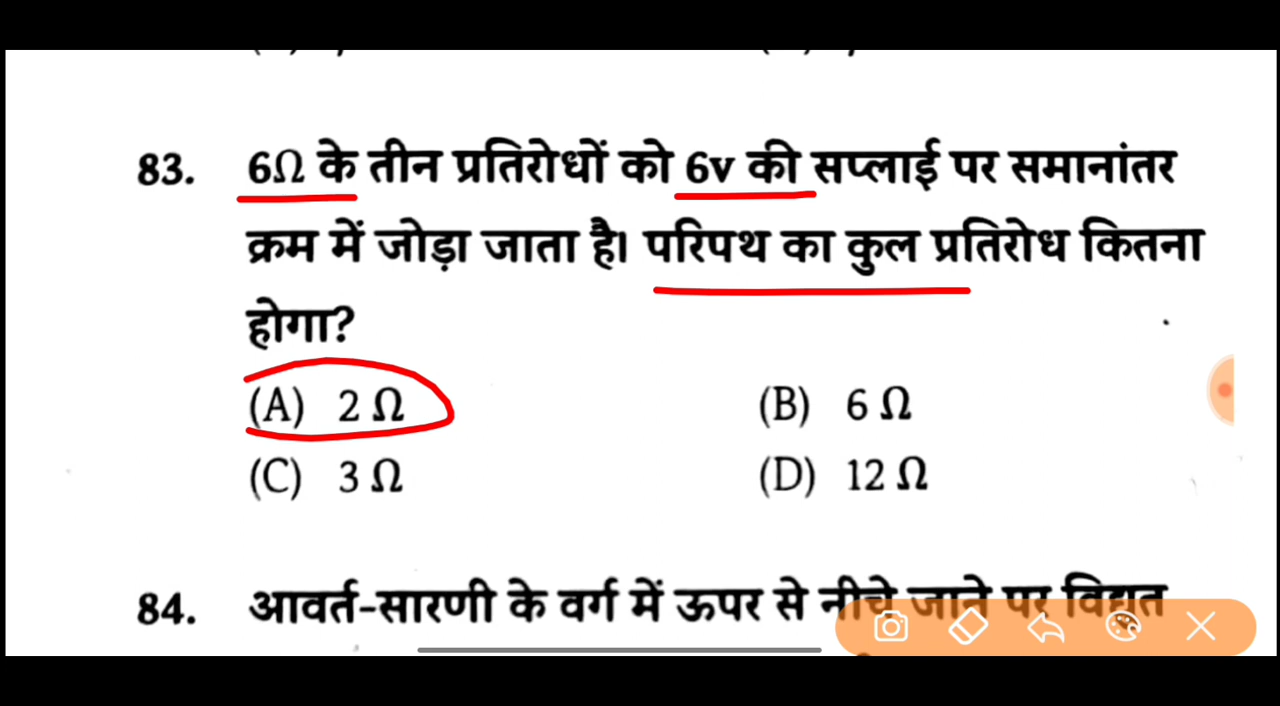 83. 6Ω के तीन प्रतिरोधों को 6v की सप्लाई पर समानांतर
क्रम में जोड़ा जाता है। परिपथ का कुल प्रतिरोध कितना
होगा?
(A) 2 Ω (B) 6 Ω
(C) 3 Ω (D) 12 Ω
84. आवर्त-सारणी के वर्ग में ऊपर से नीचे जाने पर विद्युत